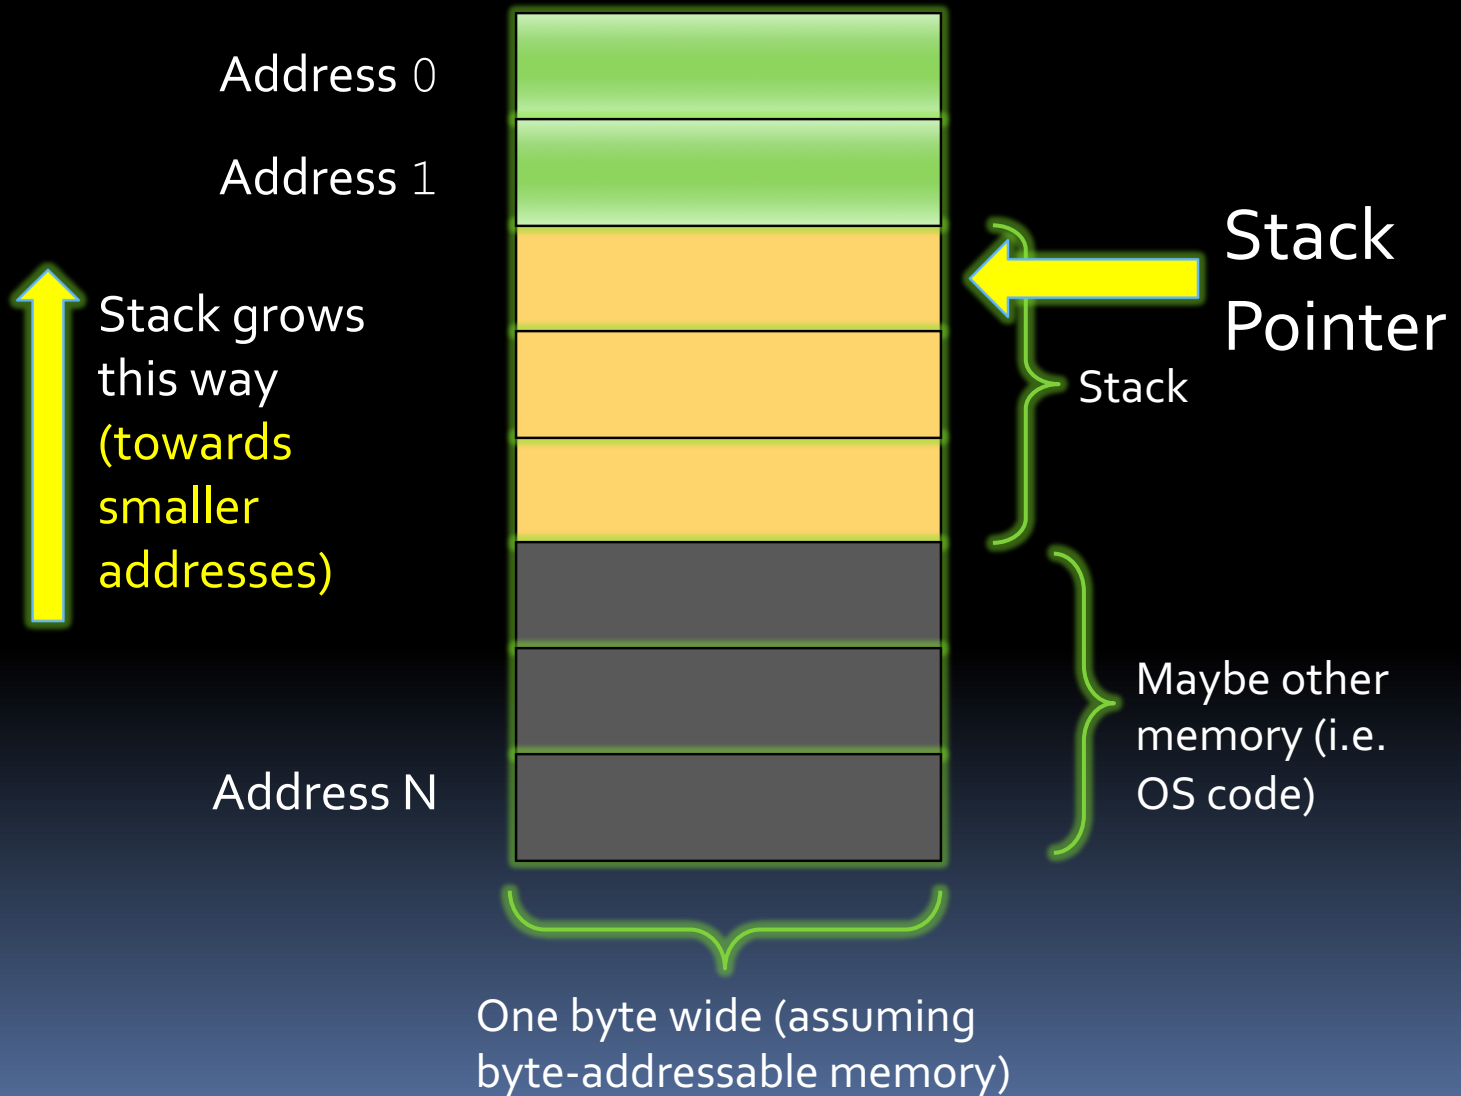 Address 0
Address 1
Stack grows
this way
(towards
smaller
addresses)
Stack
Pointer
Stack
Maybe other
memory (i.e.
OS code)
Address N
One byte wide (assuming
byte-addressable memory)